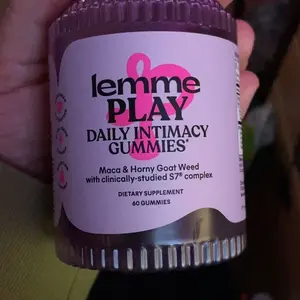 lemme
PLAY
DAILY INTIMACY
GUMMIES*
Maca & Horny Goat Weed
with clinically-studied S7® complex
DIETARY SUPPLEMENT
60 GUMMIES